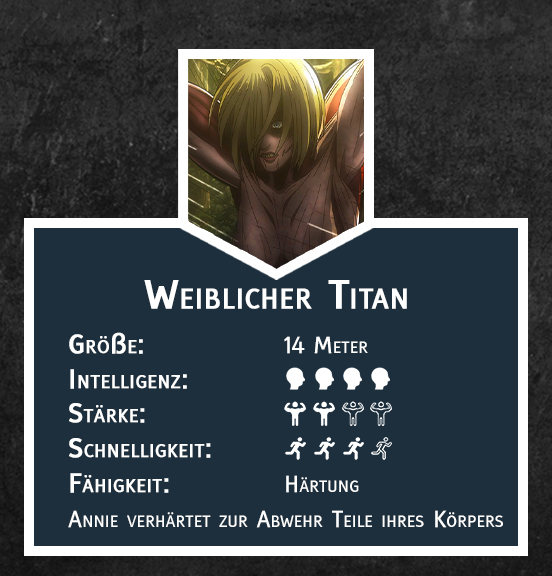 Weiblicher Titan
Größe: 14 Meter
Intelligenz:
Stärke:
Schnelligkeit:
Fähigkeit: Härtung
Annie verhärtet zur Abwehr Teile ihres Körpers